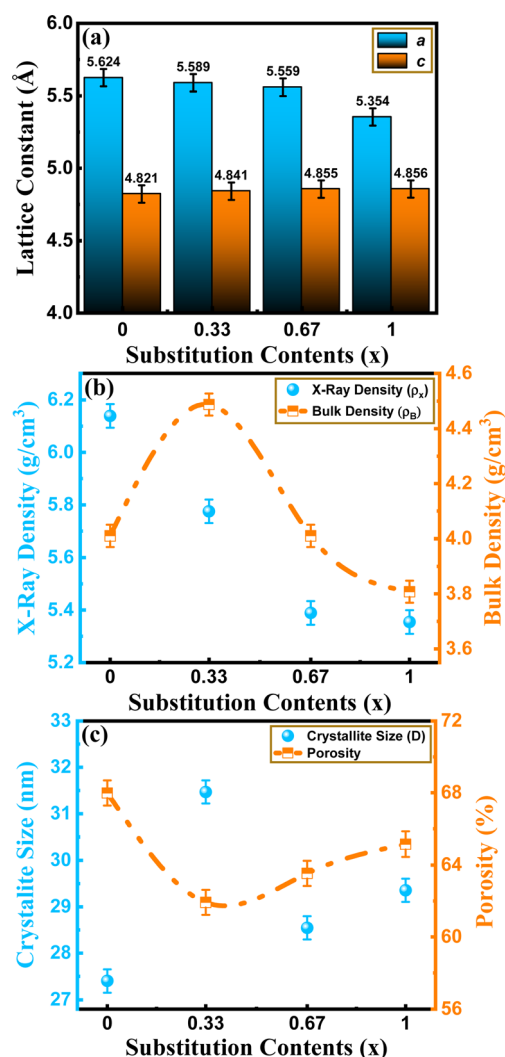 (a)
a
c
Lattice Constant (Å)
6.0
5.5
5.0
4.5
4.0
5.624
4.821
5.589
4.841
5.559
4.855
5.354
4.856
0 0.33 0.67 1
Substitution Contents (x)
(b)
X-Ray Density (ρx)
Bulk Density (ρB)
X-Ray Density (g/cm³)
6.2
5.8
5.6
5.4
5.2
Bulk Density (g/cm³)
4.6
4.4
4.2
4.0
3.8
3.6
0 0.33 0.67 1
Substitution Contents (x)
(c)
Crystallite Size (D)
Porosity
Crystalite Size (nm)
33
32
31
30
29
28
27
Porosity (%)
72
68
64
62
56
0 0.33 0.67 1
Substitution Contents (x)